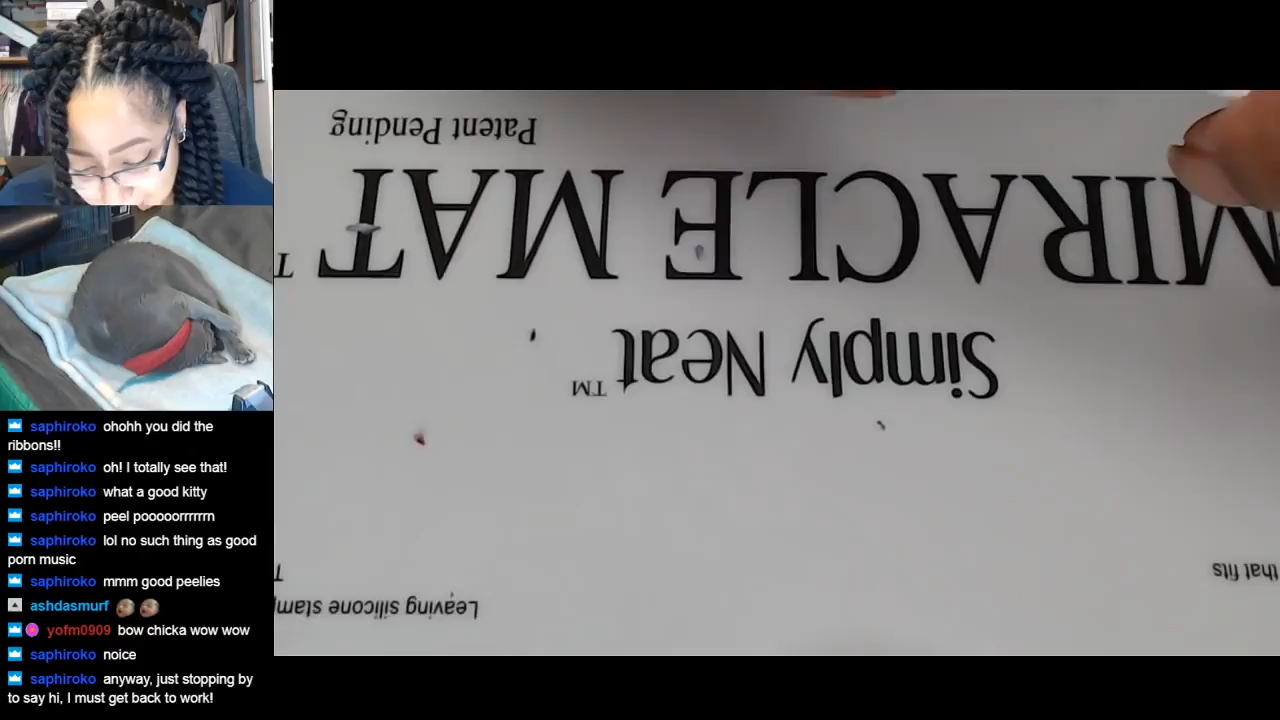 saphiroko ohohh you did the
ribbons!!
saphiroko oh! I totally see that!
saphiroko what a good kitty
saphiroko peel pooooorrrrrrn
saphiroko lol no such thing as good
porn music
saphiroko mmm good peelies
ashdasmurf
yofm0909 bow chicka wow wow
saphiroko noice
saphiroko anyway, just stopping by
to say hi, I must get back to work!
that fits
Leaving silicone stam
T
Simply Neat™
MIRACLE MAT T
Patent Pending